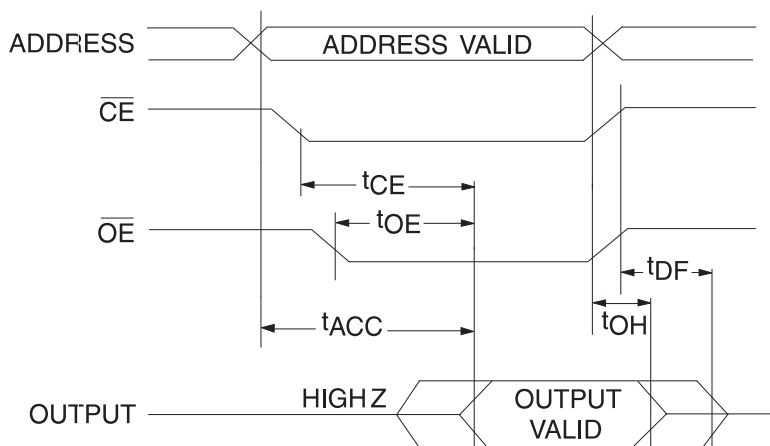 ADDRESS
ADDRESS VALID
CE
tCE
tOE
OE
tDF
tACC
tOH
HIGH Z
OUTPUT
OUTPUT
VALID